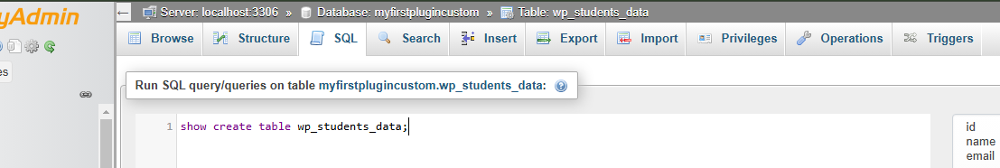 yAdmin
Server: localhost:3306 » Database: myfirstplugincustom » Table: wp_students_data
Browse Structure SQL Search Insert Export Import Privileges Operations Triggers
es
Run SQL query/queries on table myfirstplugincustom.wp_students_data:
1 show create table wp_students_data;
id
name
email